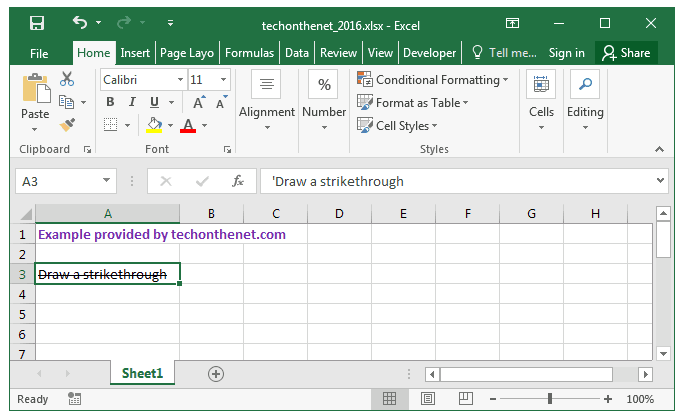 techonthenet_2016.xlsx - Excel
File Home Insert Page Layo Formulas Data Review View Developer Tell me... Sign in Share
Paste
Clipboard
Calibri 11
B I U A A
A
Font
Alignment
%
Number
Conditional Formatting
Format as Table
Cell Styles
Styles
Cells
Editing
A3 fx 'Draw a strikethrough
A B C D E F G H
1 Example provided by techonthenet.com
2
3 Draw a strikethrough
4
5
6
7
Sheet1
Ready 100%